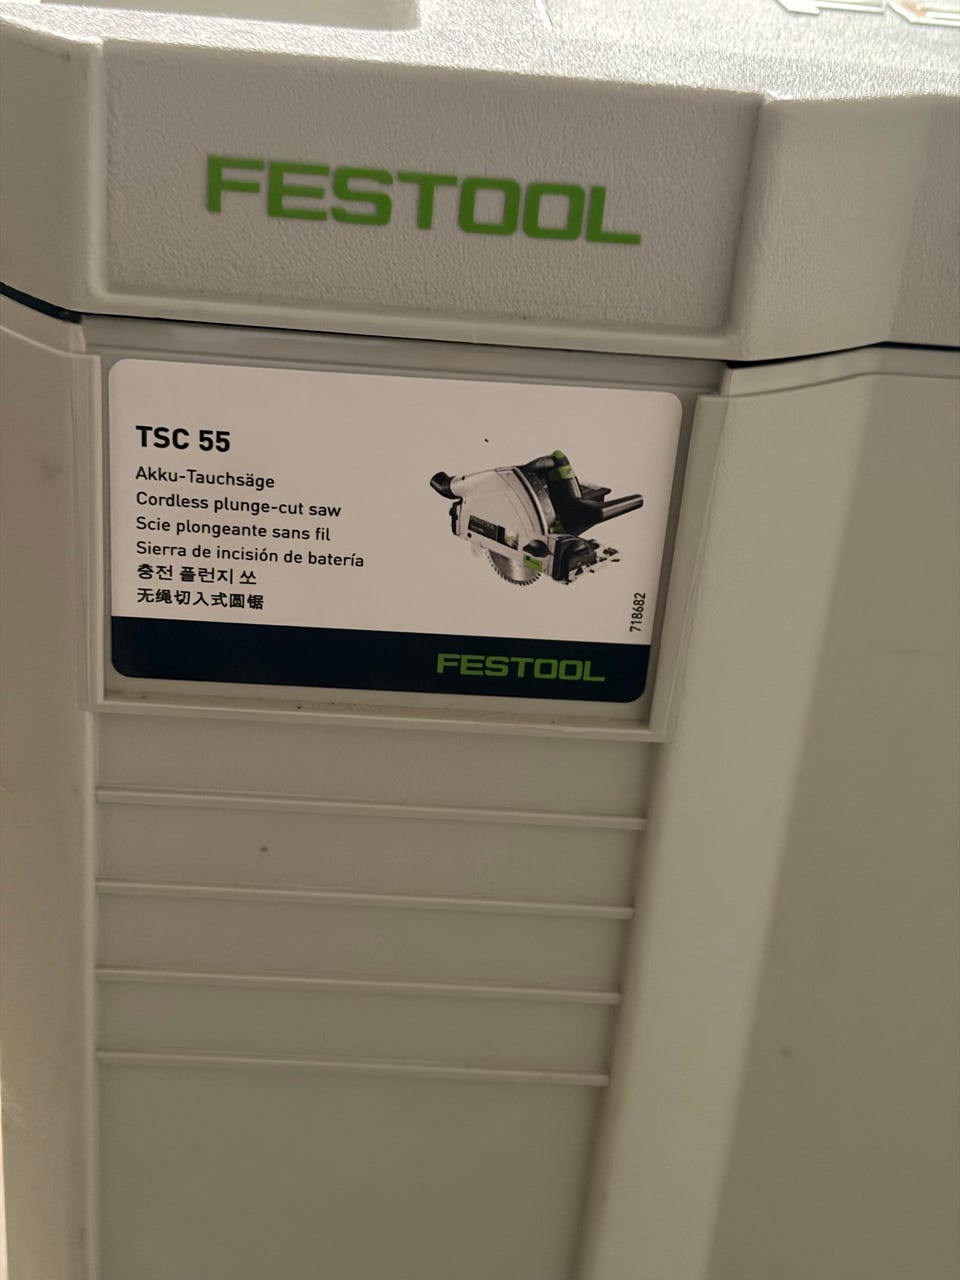 FESTOOL
TSC 55
Akku-Tauchsäge
Cordless plunge-cut saw
Scie plongeante sans fil
Sierra de incisión de batería
충전 플런지 쏘
无绳切入式圆锯
718682
FESTOOL